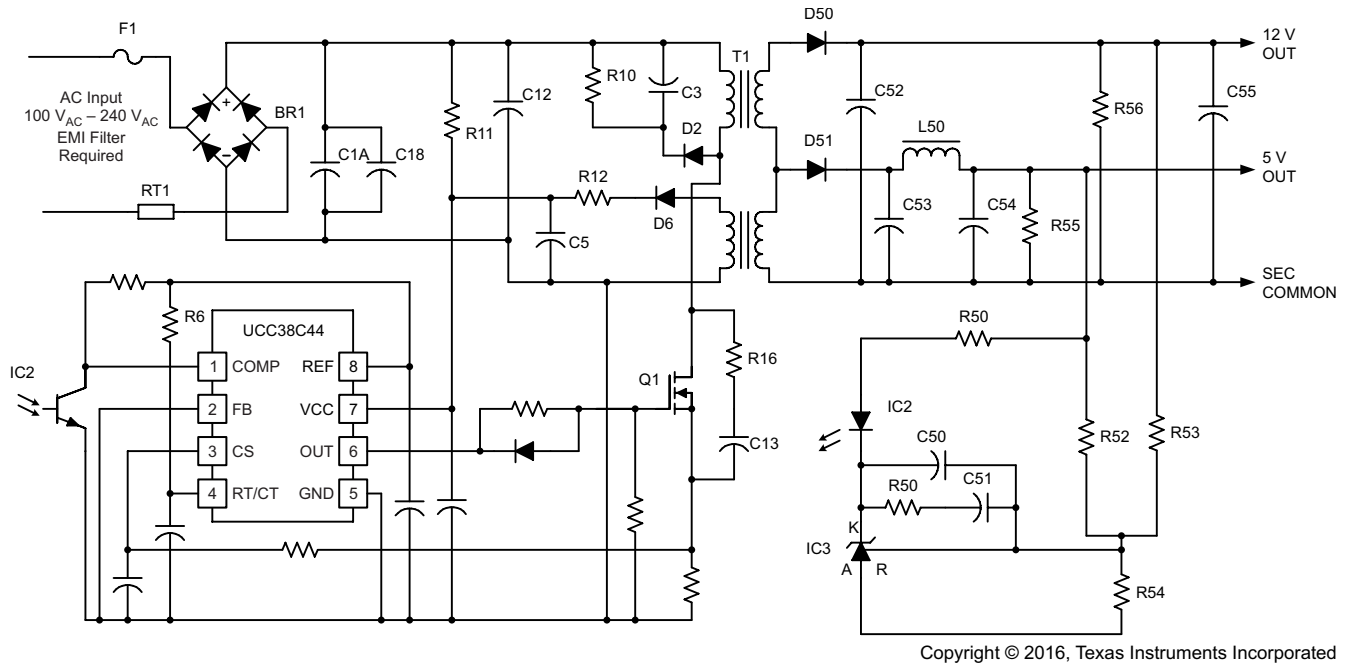 D50
F1
12 V
OUT
T1
AC Input
100 VAC – 240 VAC
EMI Filter
Required
+
BR1
–
R10
C3
C12
C52
R56
C55
R11
D2
L50
C1A
C18
D51
5 V
OUT
RT1
R12
D6
C53
C54
R55
C5
SEC
COMMON
R6
UCC38C44
R50
R16
IC2
1
COMP
REF
8
Q1
2
FB
VCC
7
IC2
3
CS
OUT
6
C13
C50
R52
R53
4
RT/CT
GND
5
R50
C51
K
IC3
A
R
R54
Copyright © 2016, Texas Instruments Incorporated